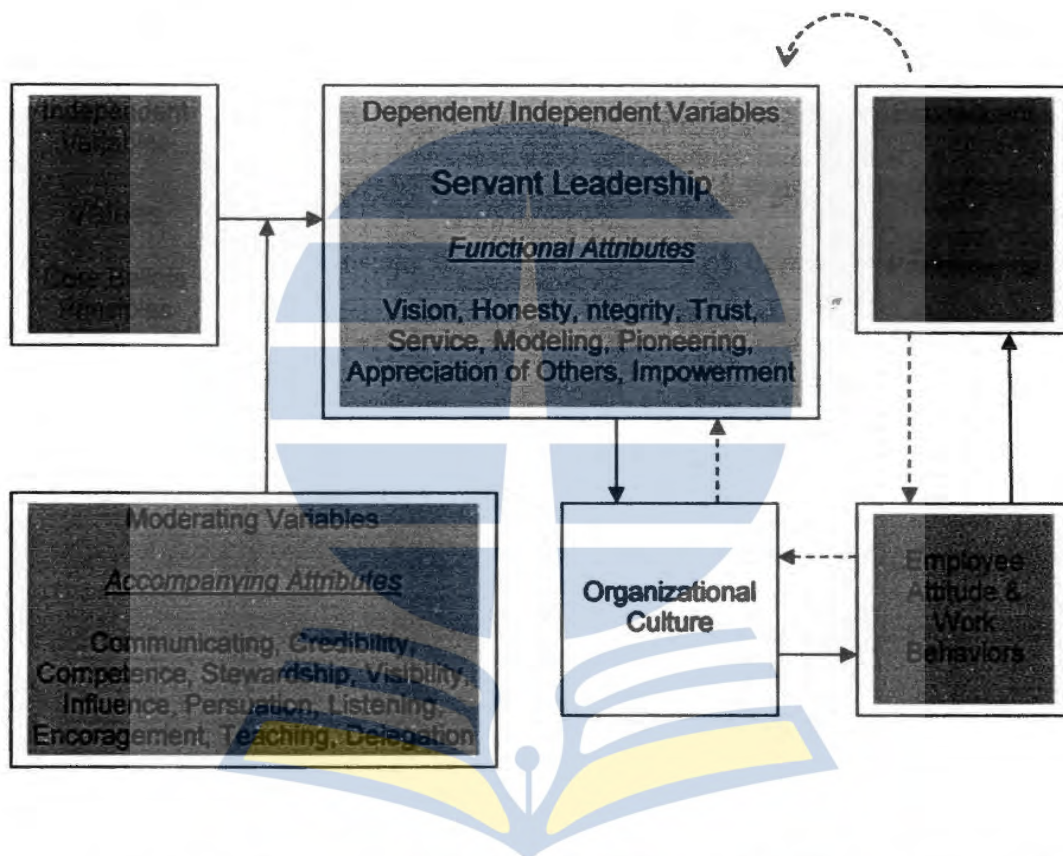 Independent
Dependent/ Independent Variables
Servant Leadership
Functional Attributes
Vision, Honesty, ntegrity, Trust,
Service, Modeling, Pioneering,
Appreciation of Others, Impowerment
Moderating Variables
Accompanying Attributes
Communicating, Credibility,
Competence, Stewardship, Visibility,
Influence, Persuation, Listening,
Encoragement, Teaching, Delegation
Organizational
Culture
Employee
Attitude &
Work
Behaviors